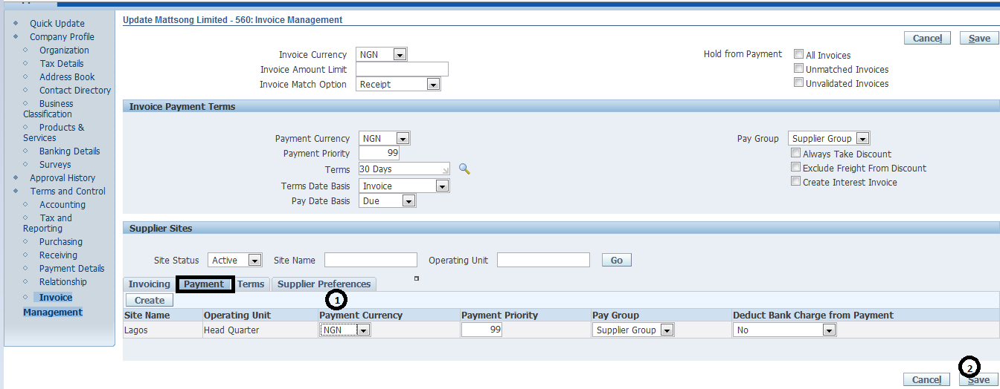 Update Mattsong Limited - 560: Invoice Management
Quick Update
Company Profile
Organization
Tax Details
Address Book
Contact Directory
Business
Classification
Products &
Services
Banking Details
Surveys
Approval History
Terms and Control
Accounting
Tax and
Reporting
Purchasing
Receiving
Payment Details
Relationship
Invoice
Management
Cancel Save
Invoice Currency NGN
Invoice Amount Limit
Invoice Match Option Receipt
Hold from Payment All Invoices
Unmatched Invoices
Unvalidated Invoices
Invoice Payment Terms
Payment Currency NGN
Payment Priority 99
Terms 30 Days
Terms Date Basis Invoice
Pay Date Basis Due
Pay Group Supplier Group
Always Take Discount
Exclude Freight From Discount
Create Interest Invoice
Supplier Sites
Site Status Active Site Name Operating Unit Go
Invoicing Payment Terms Supplier Preferences
Create 1
Site Name Operating Unit Payment Currency Payment Priority Pay Group Deduct Bank Charge from Payment
Lagos Head Quarter NGN 99 Supplier Group No
2
Cancel Save